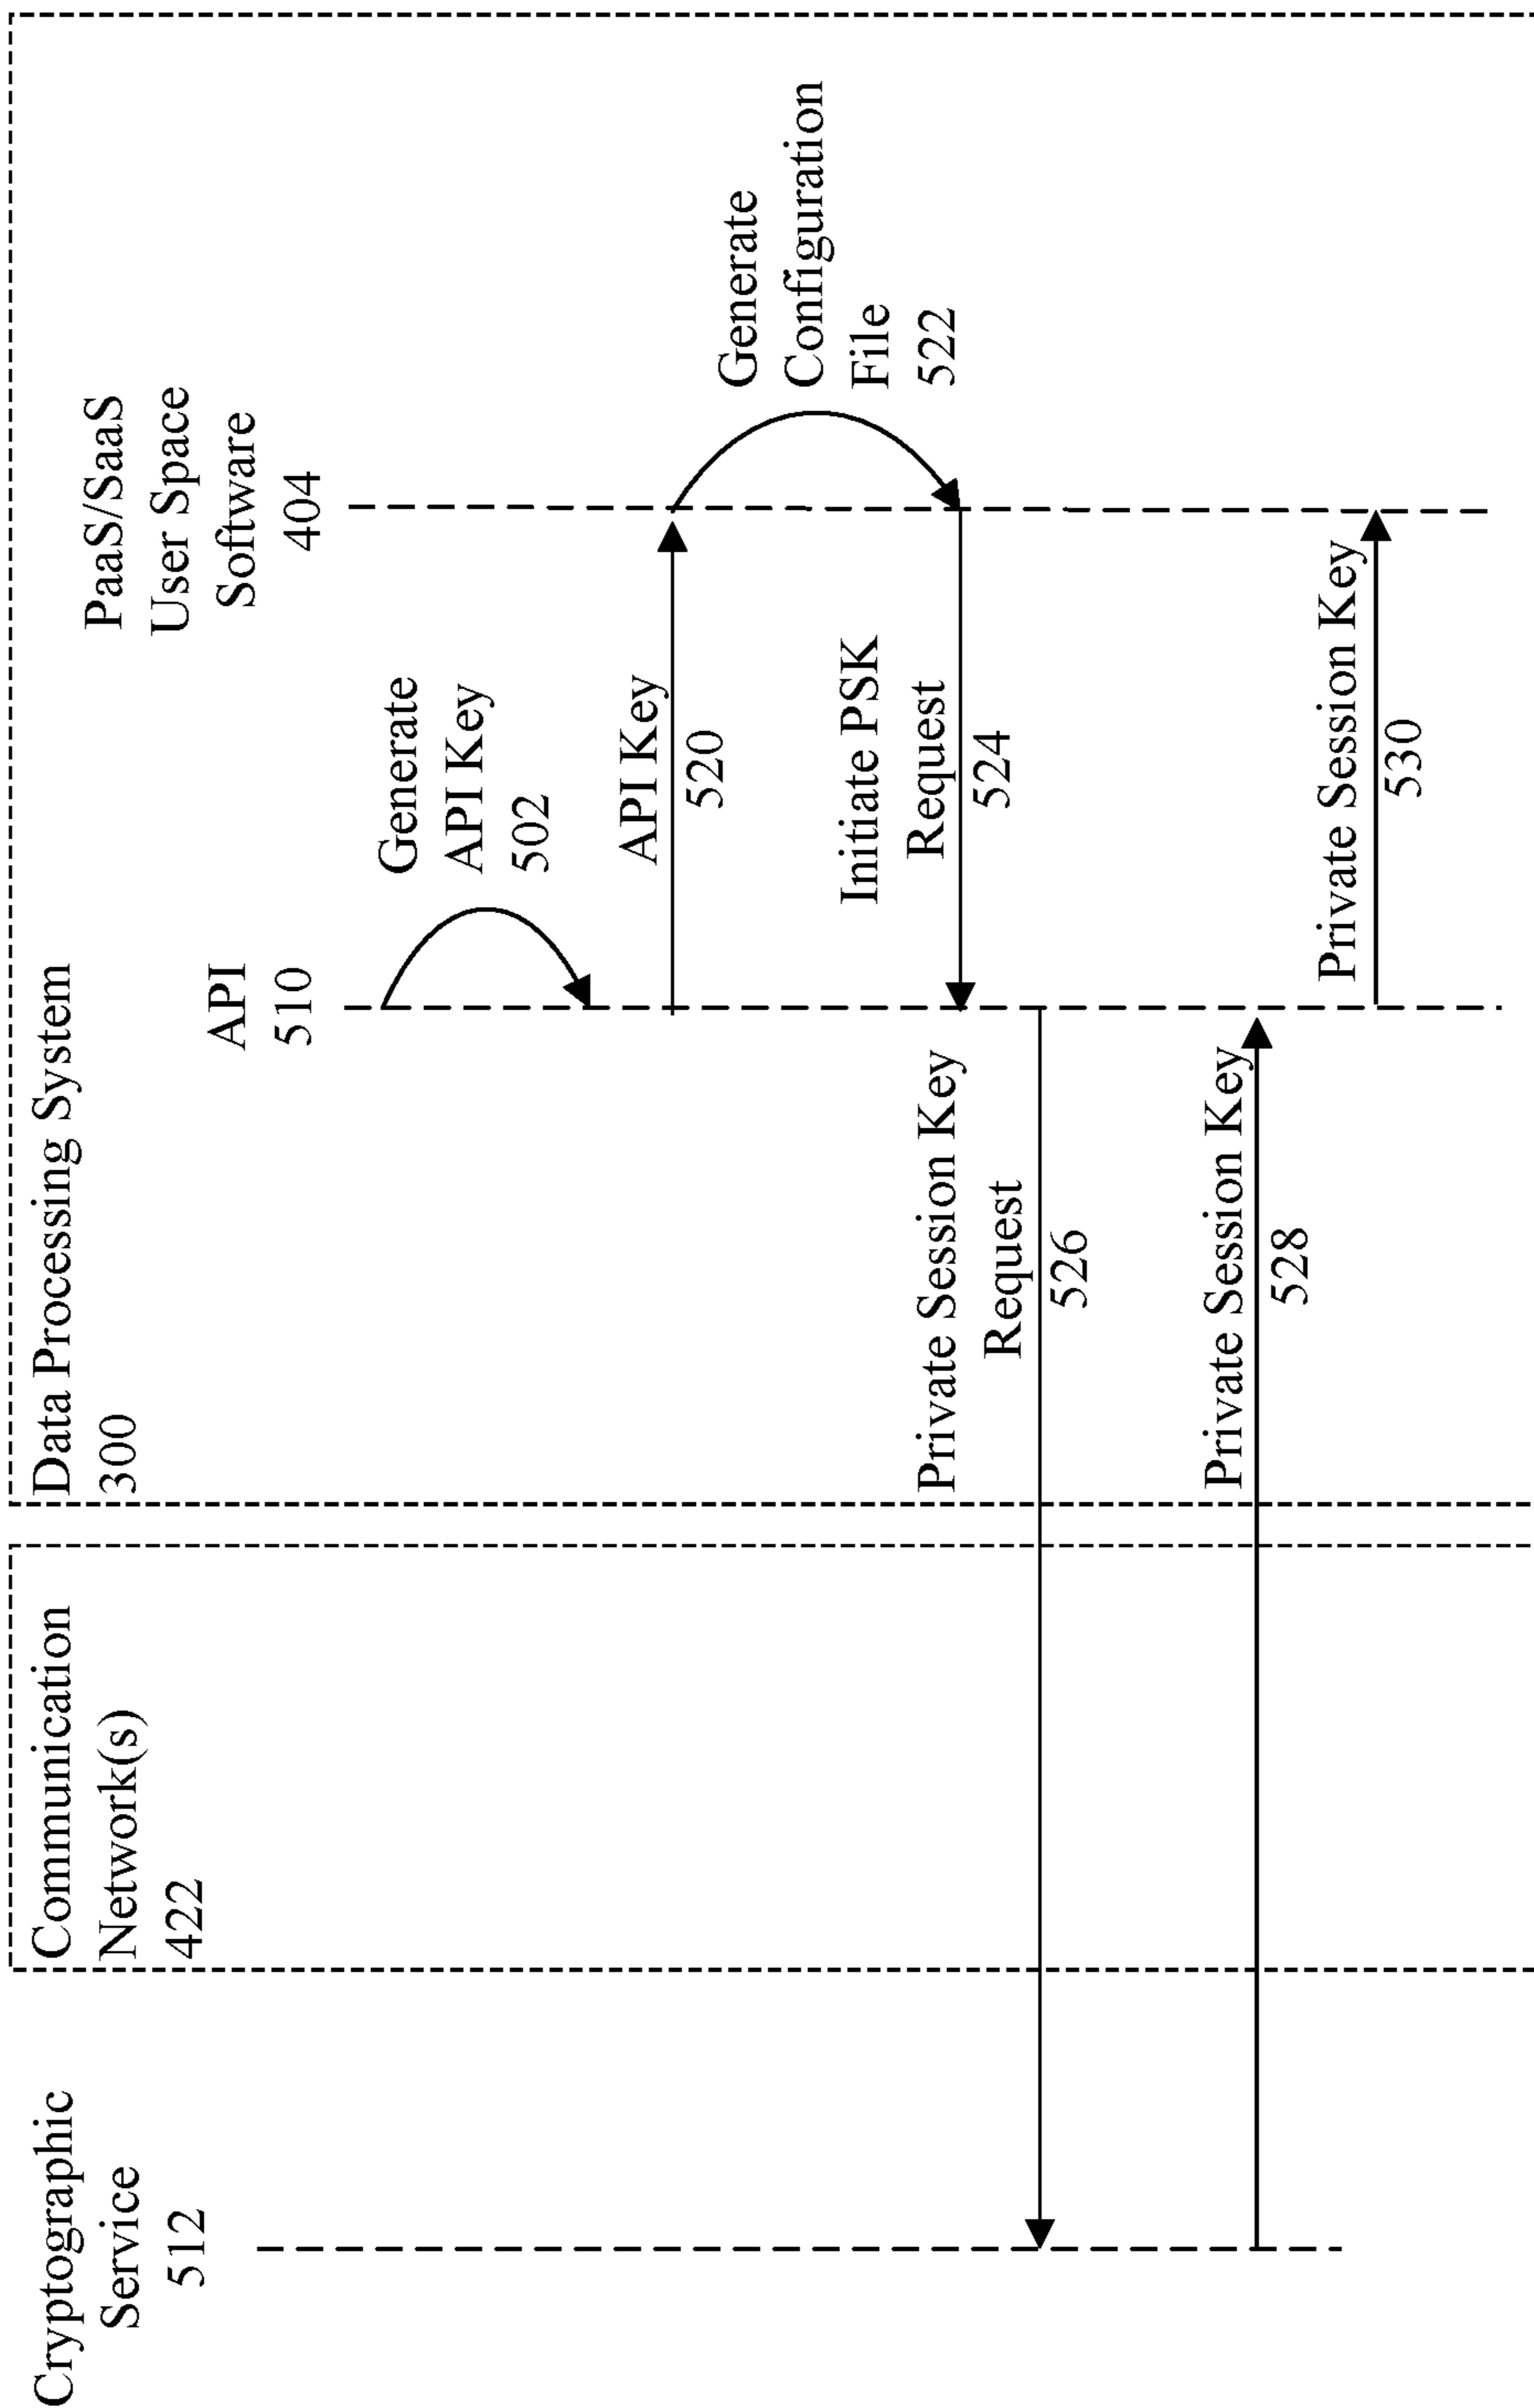 Cryptographic
Service
512
Communication
Network(s)
422
Data Processing System
300
API
510
PaaS/SaaS
User Space
Software
404
Generate
API Key
502
API Key
520
Generate
Configuration
File
522
Initiate PSK
Request
524
Private Session Key
Request
526
Private Session Key
528
Private Session Key
530